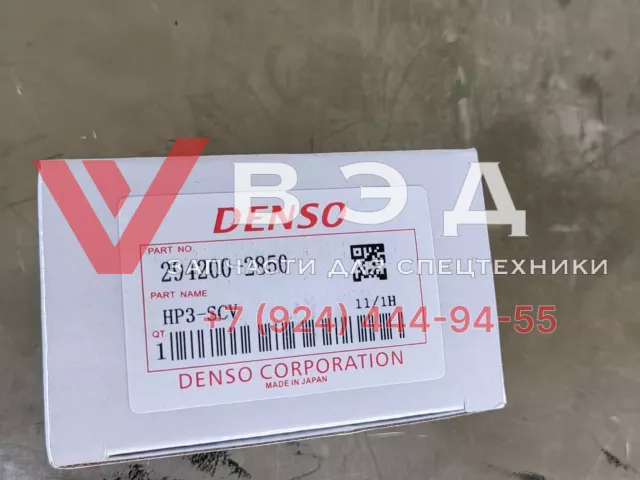 ВЭД
ЗАПЧАСТИ ДЛЯ СПЕЦТЕХНИКИ
+7 (924) 444-94-55
DENSO
PART NO.
294200-2850
PART NAME
HP3-SCV
11/1H
QT
1
DENSO CORPORATION
MADE IN JAPAN